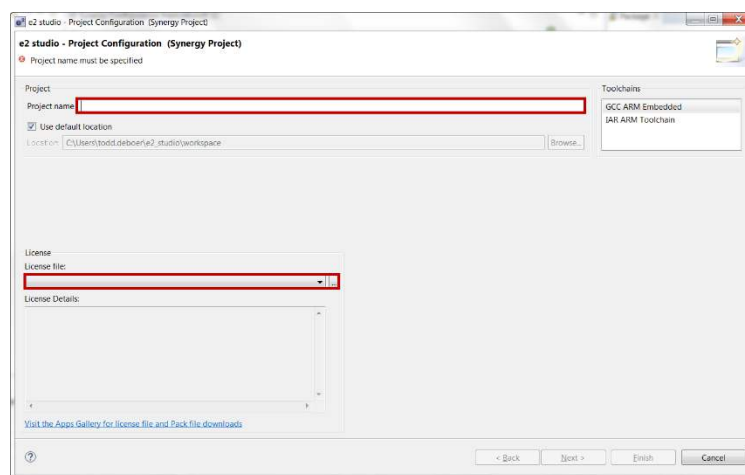 e2 studio - Project Configuration (Synergy Project)
e2 studio - Project Configuration (Synergy Project)
Project name must be specified
Project
Toolchains
Project name
GCC ARM Embedded
Use default location
IAR ARM Toolchain
Location: C:\Users\todd.deboer\e2_studio\workspace Browse...
License
License file:
...
License Details:
Visit the Apps Gallery for license file and Pack file downloads
? < Back Next > Finish Cancel